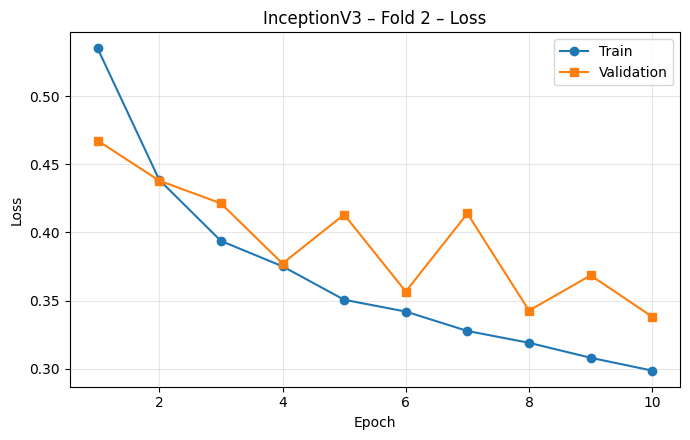 InceptionV3 – Fold 2 – Loss
Train
Validation
0.50
0.45
0.40
0.35
0.30
Loss
2 4 6 8 10
Epoch